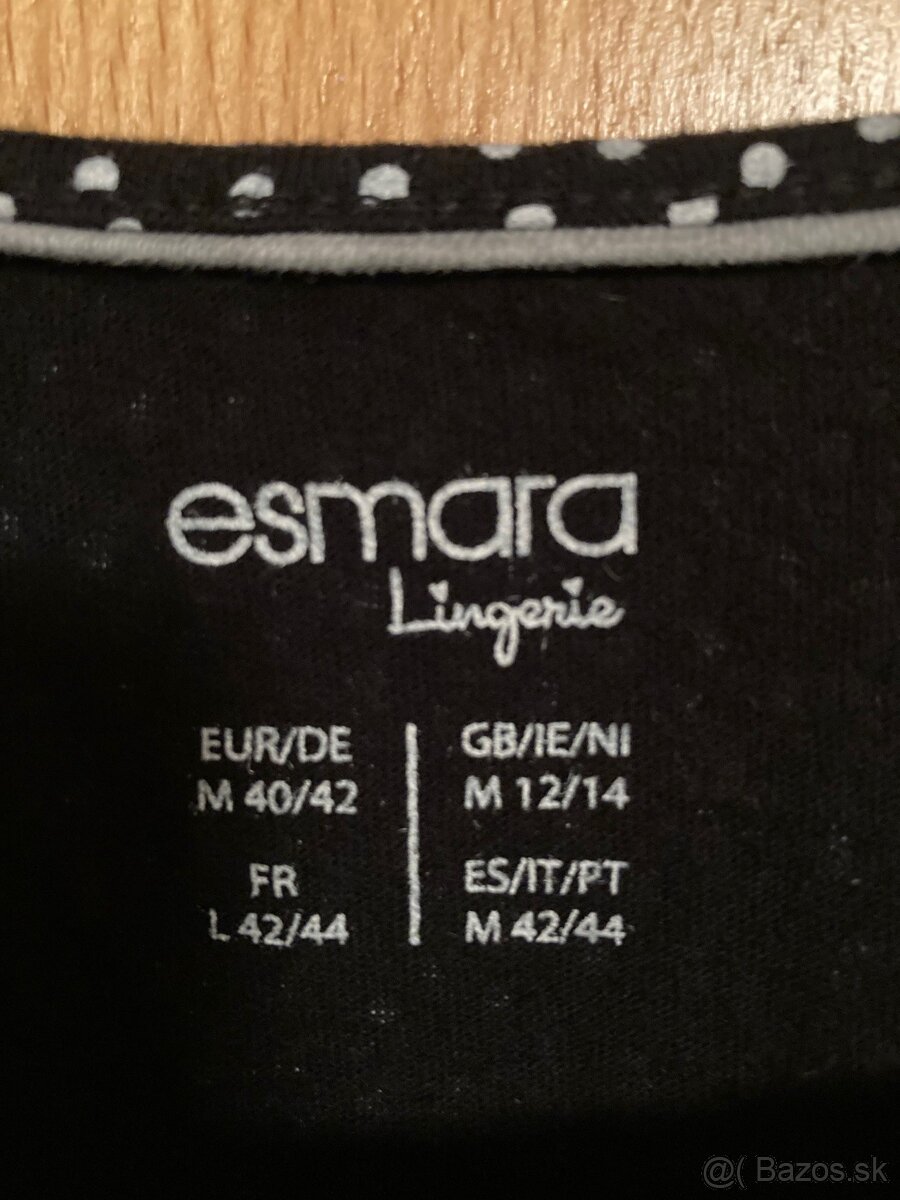 esmara
Lingerie
EUR/DE
M 40/42
GB/IE/NI
M 12/14
FR
L 42/44
ES/IT/PT
M 42/44
@( Bazos.sk